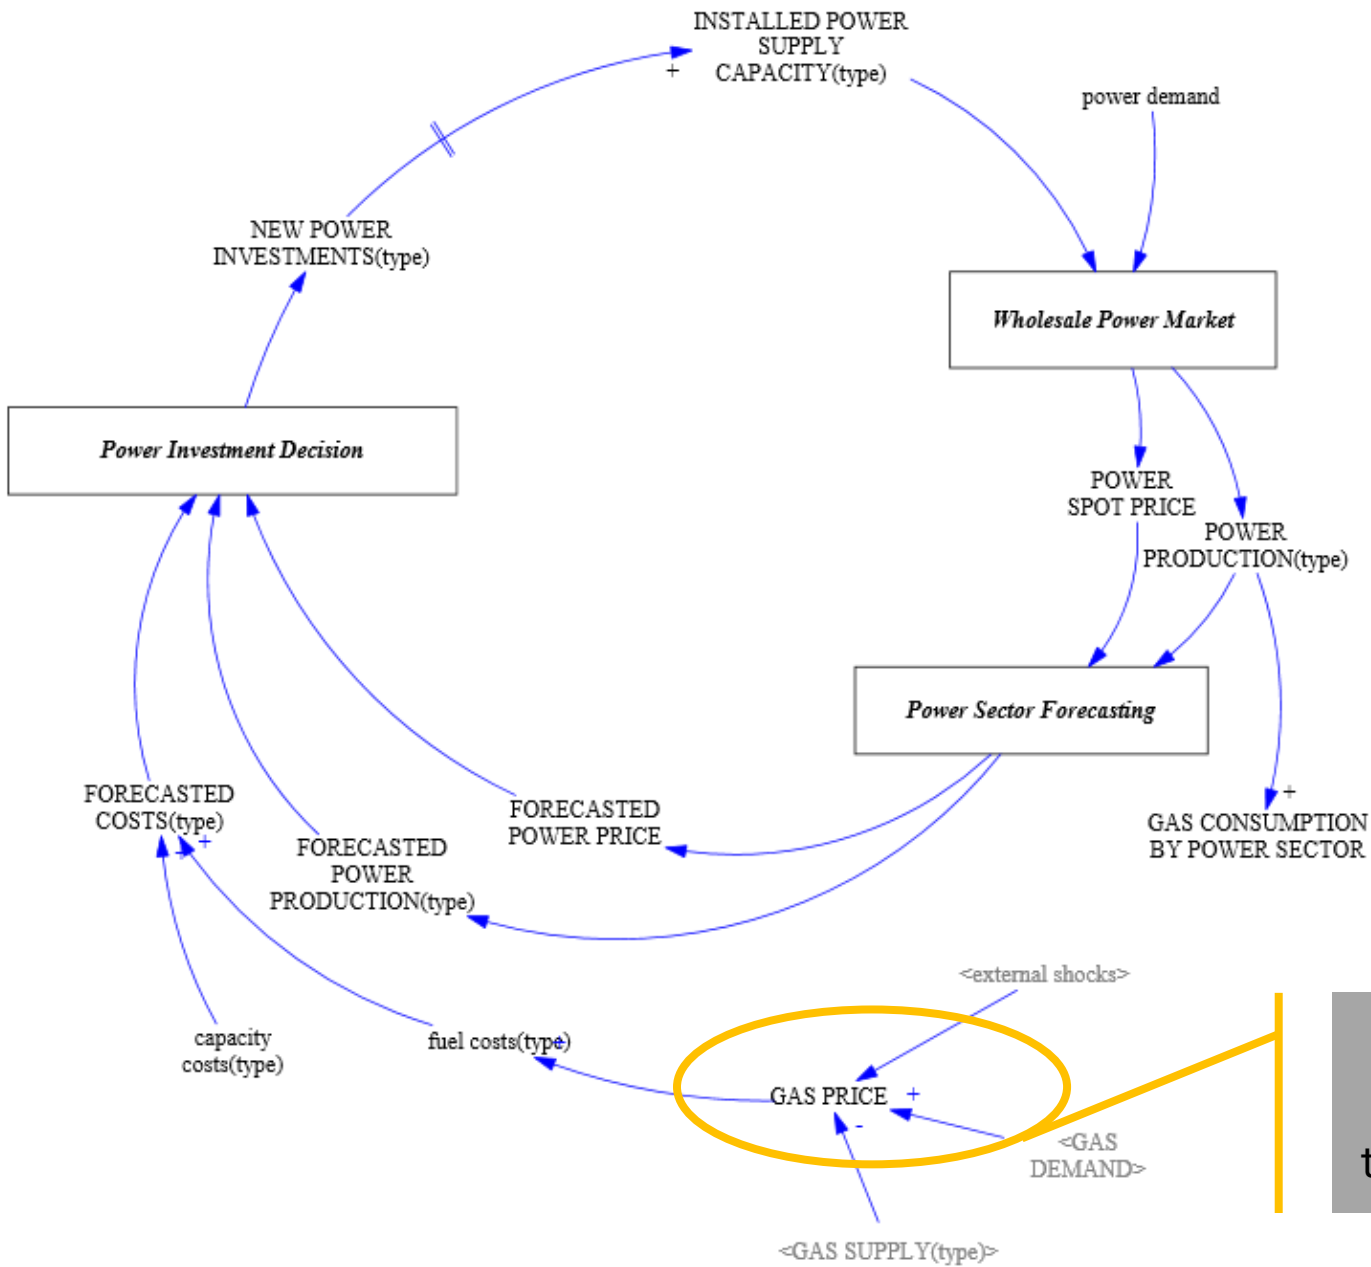 INSTALLED POWER
SUPPLY
CAPACITY(type)
+
power demand
NEW POWER
INVESTMENTS(type)
Wholesale Power Market
Power Investment Decision
POWER
SPOT PRICE
POWER
PRODUCTION(type)
Power Sector Forecasting
FORECASTED
COSTS(type)
+
+
FORECASTED
POWER PRICE
+
GAS CONSUMPTION
BY POWER SECTOR
FORECASTED
POWER
PRODUCTION(type)
<external shocks>
capacity
costs(type)
fuel costs(type)
+
GAS PRICE
+
-
<GAS
DEMAND>
t
<GAS SUPPLY(type)>